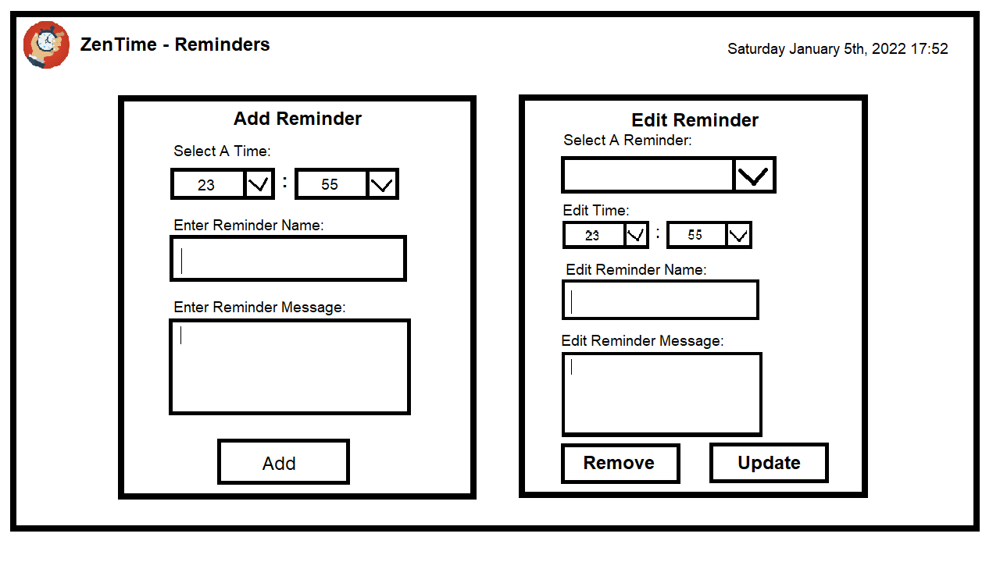 ZenTime - Reminders
Saturday January 5th, 2022 17:52
Add Reminder
Select A Time:
23 : 55
Enter Reminder Name:
Enter Reminder Message:
Add
Edit Reminder
Select A Reminder:
Edit Time:
23 : 55
Edit Reminder Name:
Edit Reminder Message:
Remove Update